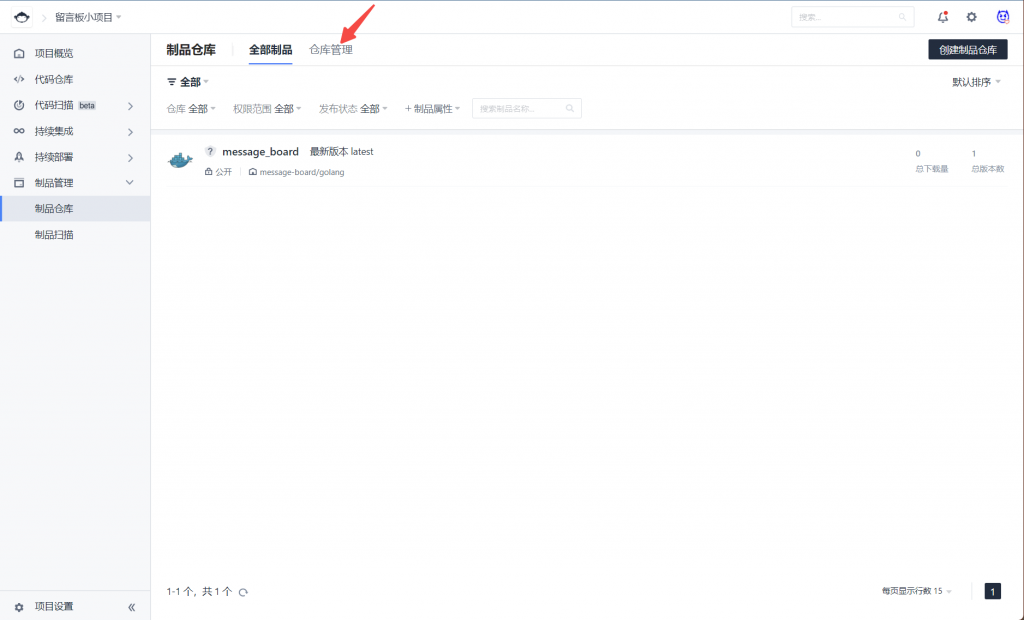 留言板小项目
搜索...
项目概览
代码仓库
代码扫描 beta
持续集成
持续部署
制品管理
制品仓库
制品扫描
项目设置
制品仓库 全部制品 仓库管理
创建制品仓库
全部
默认排序
仓库 全部 权限范围 全部 发布状态 全部 + 制品属性 搜索制品名称...
? message_board 最新版本 latest
公开 message-board/golang
0 1
总下载量 总版本数
1-1 个，共 1 个
每页显示行数 15
1